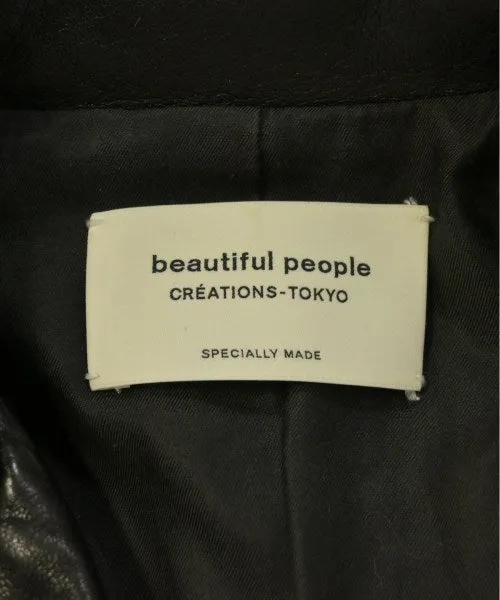 beautiful people
CRÉATIONS-TOKYO
SPECIALLY MADE